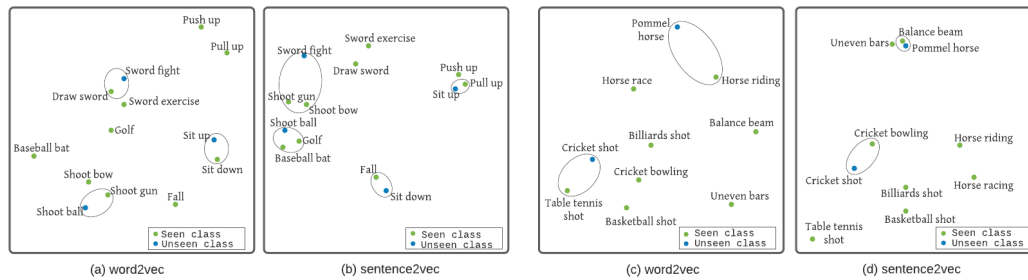 Push up
Pull up
Sword fight
Draw sword
Sword exercise
Golf
Sit up
Baseball bat
Sit down
Shoot bow
Shoot gun
Fall
Shoot ball
Seen class
Unseen class
(a) word2vec
Sword exercise
Sword fight
Draw sword
Push up
Pull up
Sit up
Shoot gun
Shoot bow
Shoot ball
Golf
Baseball bat
Fall
Sit down
Seen class
Unseen class
(b) sentence2vec
Pommel
horse
Horse race
Horse riding
Balance beam
Billiards shot
Cricket shot
Cricket bowling
Table tennis
shot
Basketball shot
Uneven bars
Seen class
Unseen class
(c) word2vec
Balance beam
Uneven bars
Pommel horse
Cricket bowling
Horse riding
Cricket shot
Horse racing
Billiards shot
Basketball shot
Table tennis
shot
Seen class
Unseen class
(d) sentence2vec